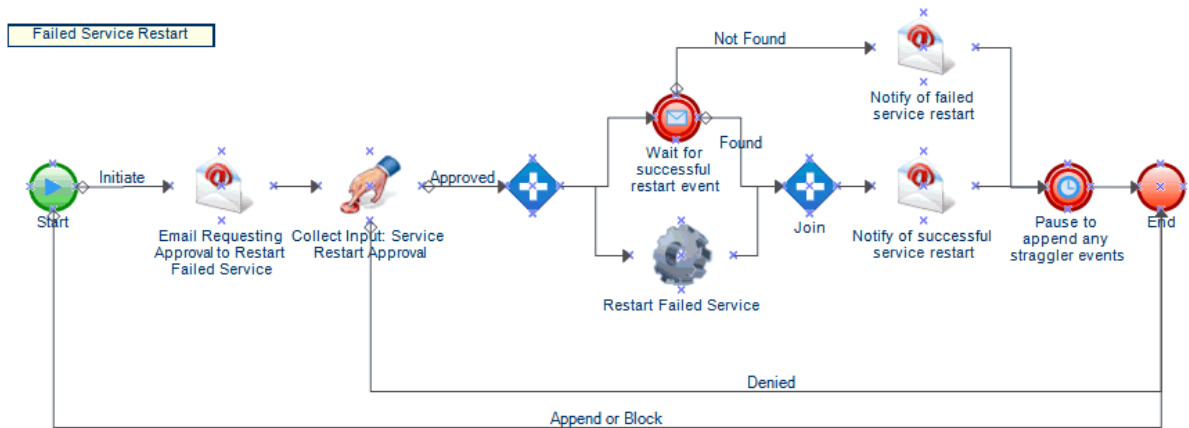 Failed Service Restart
Not Found
Notify of failed
service restart
Found
Wait for
successful
restart event
Initiate
Approved
Start
Email Requesting
Approval to Restart
Failed Service
Collect Input: Service
Restart Approval
Join
Notify of successful
service restart
Pause to
append any
straggler events
End
Restart Failed Service
Denied
Append or Block